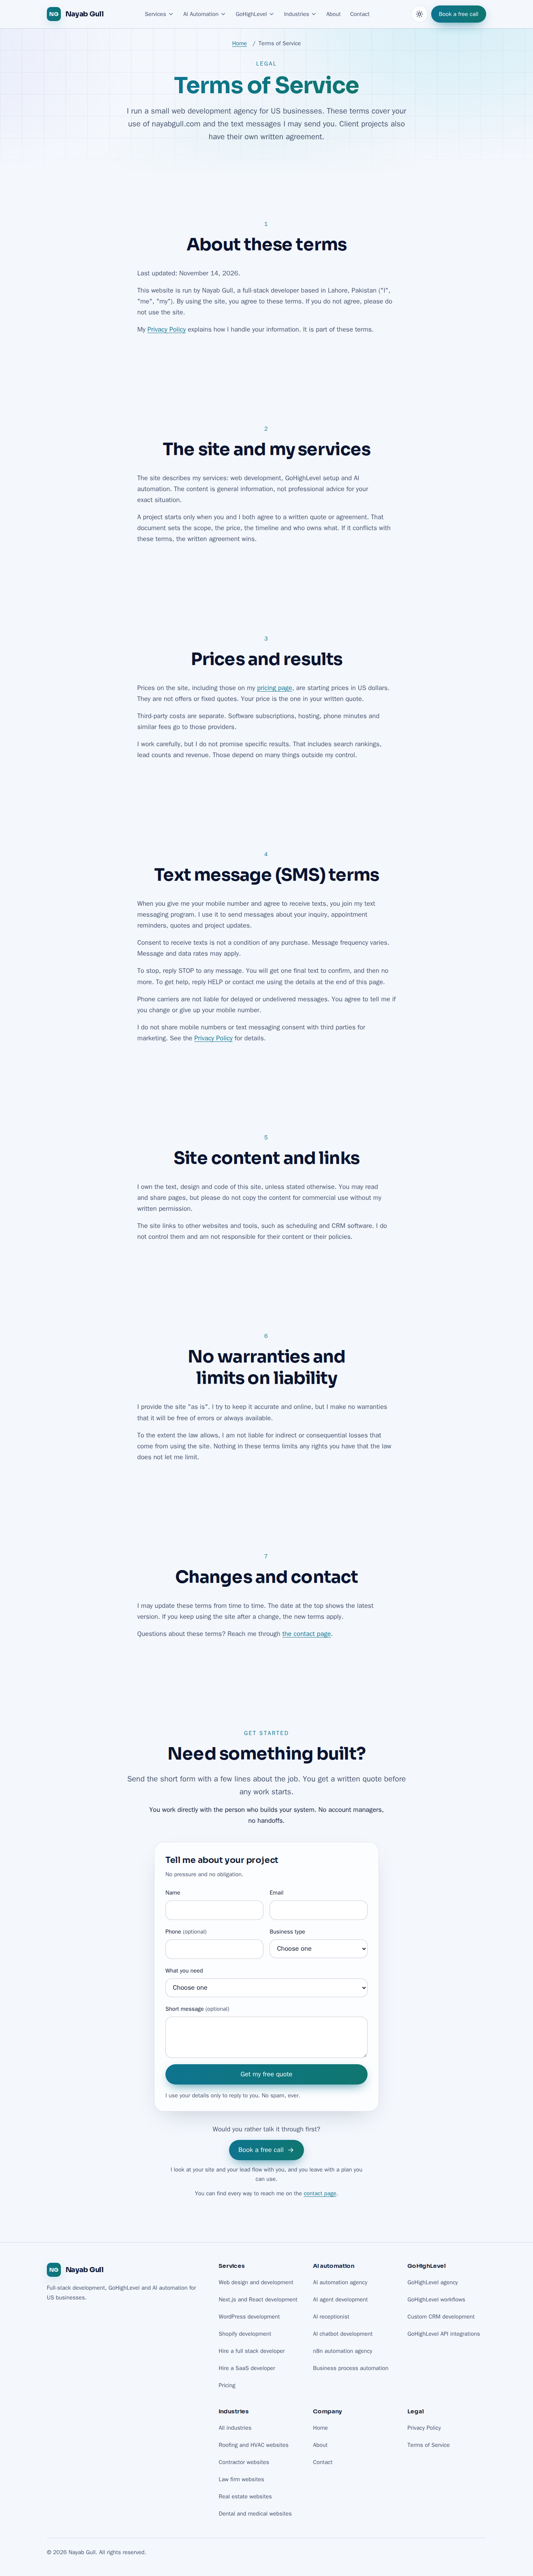 NG Nayab Gull
Services AI Automation GoHighLevel Industries About Contact
Book a free call
Home / Terms of Service
LEGAL
Terms of Service
I run a small web development agency for US businesses. These terms cover your
use of nayabgull.com and the text messages I may send you. Client projects also
have their own written agreement.
1
About these terms
Last updated: November 14, 2026.
This website is run by Nayab Gull, a full-stack developer based in Lahore, Pakistan ("I",
"me", "my"). By using the site, you agree to these terms. If you do not agree, please do
not use the site.
My Privacy Policy explains how I handle your information. It is part of these terms.
2
The site and my services
The site describes my services: web development, GoHighLevel setup and AI
automation. The content is general information, not professional advice for your
exact situation.
A project starts only when you and I both agree to a written quote or agreement. That
document sets the scope, the price, the timeline and who owns what. If it conflicts with
these terms, the written agreement wins.
3
Prices and results
Prices on the site, including those on my pricing page, are starting prices in US dollars.
They are not offers or fixed quotes. Your price is the one in your written quote.
Third-party costs are separate. Software subscriptions, hosting, phone minutes and
similar fees go to those providers.
I work carefully, but I do not promise specific results. That includes search rankings,
lead counts and revenue. Those depend on many things outside my control.
4
Text message (SMS) terms
When you give me your mobile number and agree to receive texts, you join my text
messaging program. I use it to send messages about your inquiry, appointment
reminders, quotes and project updates.
Consent to receive texts is not a condition of any purchase. Message frequency varies.
Message and data rates may apply.
To stop, reply STOP to any message. You will get one final text to confirm, and then no
more. To get help, reply HELP or contact me using the details at the end of this page.
Phone carriers are not liable for delayed or undelivered messages. You agree to tell me if
you change or give up your mobile number.
I do not share mobile numbers or text messaging consent with third parties for
marketing. See the Privacy Policy for details.
5
Site content and links
I own the text, design and code of this site, unless stated otherwise. You may read
and share pages, but please do not copy the content for commercial use without my
written permission.
The site links to other websites and tools, such as scheduling and CRM software. I do
not control them and am not responsible for their content or their policies.
6
No warranties and
limits on liability
I provide the site "as is". I try to keep it accurate and online, but I make no warranties
that it will be free of errors or always available.
To the extent the law allows, I am not liable for indirect or consequential losses that
come from using the site. Nothing in these terms limits any rights you have that the law
does not let me limit.
7
Changes and contact
I may update these terms from time to time. The date at the top shows the latest
version. If you keep using the site after a change, the new terms apply.
Questions about these terms? Reach me through the contact page.
GET STARTED
Need something built?
Send the short form with a few lines about the job. You get a written quote before
any work starts.
You work directly with the person who builds your system. No account managers,
no handoffs.
Tell me about your project
No pressure and no obligation.
Name Email
Phone (optional) Business type
Choose one
What you need
Choose one
Short message (optional)
Get my free quote
I use your details only to reply to you. No spam, ever.
Would you rather talk it through first?
Book a free call →
I look at your site and your lead flow with you, and you leave with a plan you
can use.
You can find every way to reach me on the contact page.
NG Nayab Gull
Full-stack development, GoHighLevel and AI automation for
US businesses.
Services
Web design and development
Next.js and React development
WordPress development
Shopify development
Hire a full stack developer
Hire a SaaS developer
Pricing
AI automation
AI automation agency
AI agent development
AI receptionist
AI chatbot development
n8n automation agency
Business process automation
GoHighLevel
GoHighLevel agency
GoHighLevel workflows
Custom CRM development
GoHighLevel API integrations
Industries
All industries
Roofing and HVAC websites
Contractor websites
Law firm websites
Real estate websites
Dental and medical websites
Company
Home
About
Contact
Legal
Privacy Policy
Terms of Service
© 2026 Nayab Gull. All rights reserved.